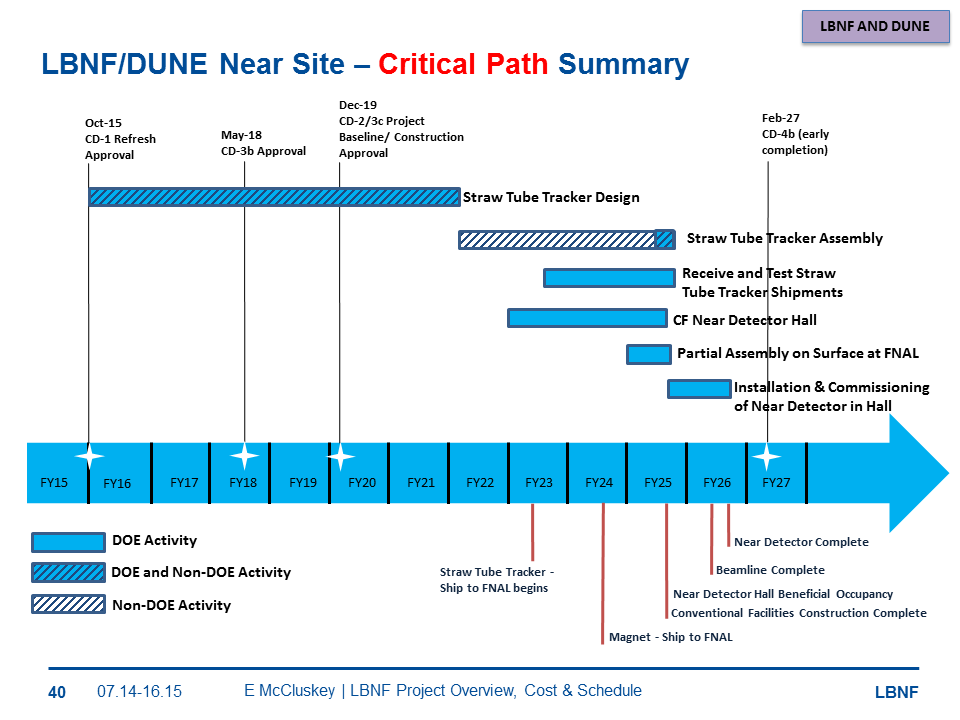 LBNF AND DUNE
LBNF/DUNE Near Site – Critical Path Summary
Oct-15
CD-1 Refresh
Approval
May-18
CD-3b Approval
Dec-19
CD-2/3c Project
Baseline/ Construction
Approval
Feb-27
CD-4b (early
completion)
Straw Tube Tracker Design
Straw Tube Tracker Assembly
Receive and Test Straw
Tube Tracker Shipments
CF Near Detector Hall
Partial Assembly on Surface at FNAL
Installation & Commissioning
of Near Detector in Hall
FY15 FY16 FY17 FY18 FY19 FY20 FY21 FY22 FY23 FY24 FY25 FY26 FY27
DOE Activity
DOE and Non-DOE Activity
Non-DOE Activity
Straw Tube Tracker -
Ship to FNAL begins
Near Detector Complete
Beamline Complete
Near Detector Hall Beneficial Occupancy
Conventional Facilities Construction Complete
Magnet - Ship to FNAL
40 07.14-16.15 E McCluskey | LBNF Project Overview, Cost & Schedule LBNF